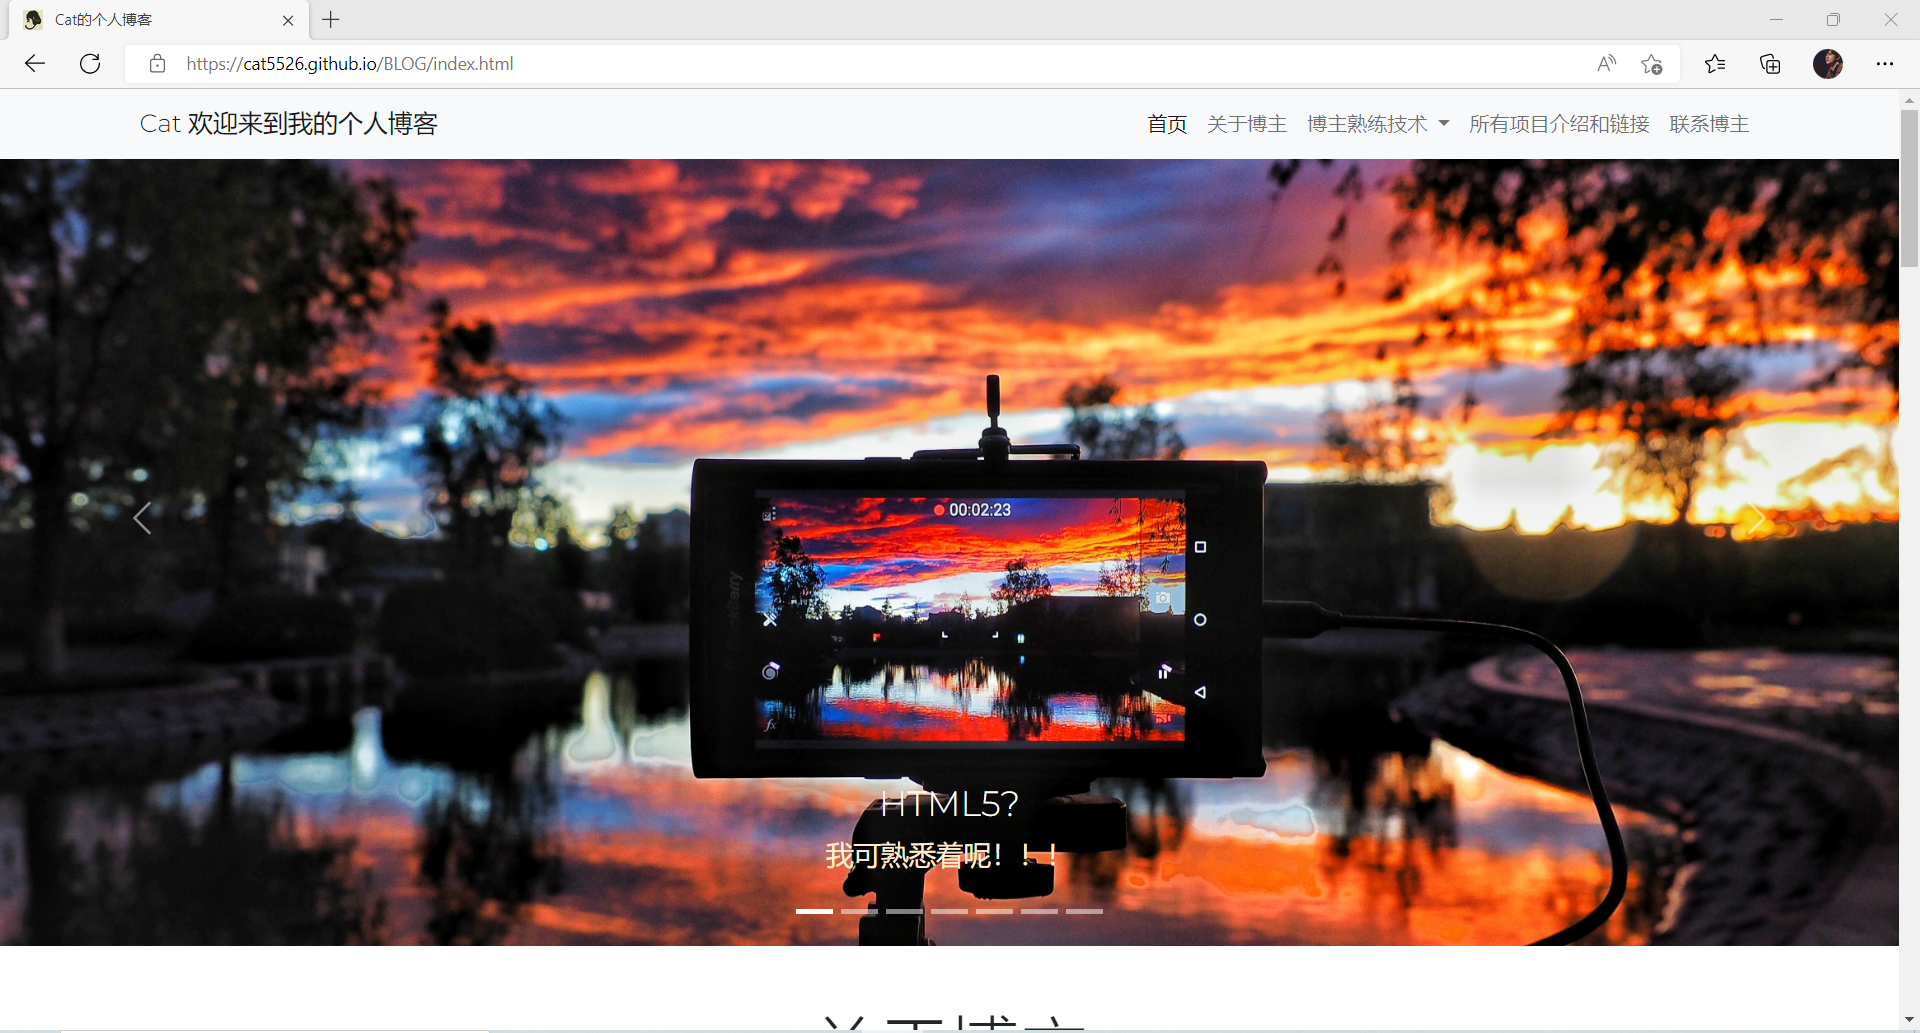 Cat的个人博客
https://cat5526.github.io/BLOG/index.html
Cat 欢迎来到我的个人博客
首页 关于博主 博主熟练技术 所有项目介绍和链接 联系博主
00:02:23
fx
HTML5?
我可熟悉着呢！！！